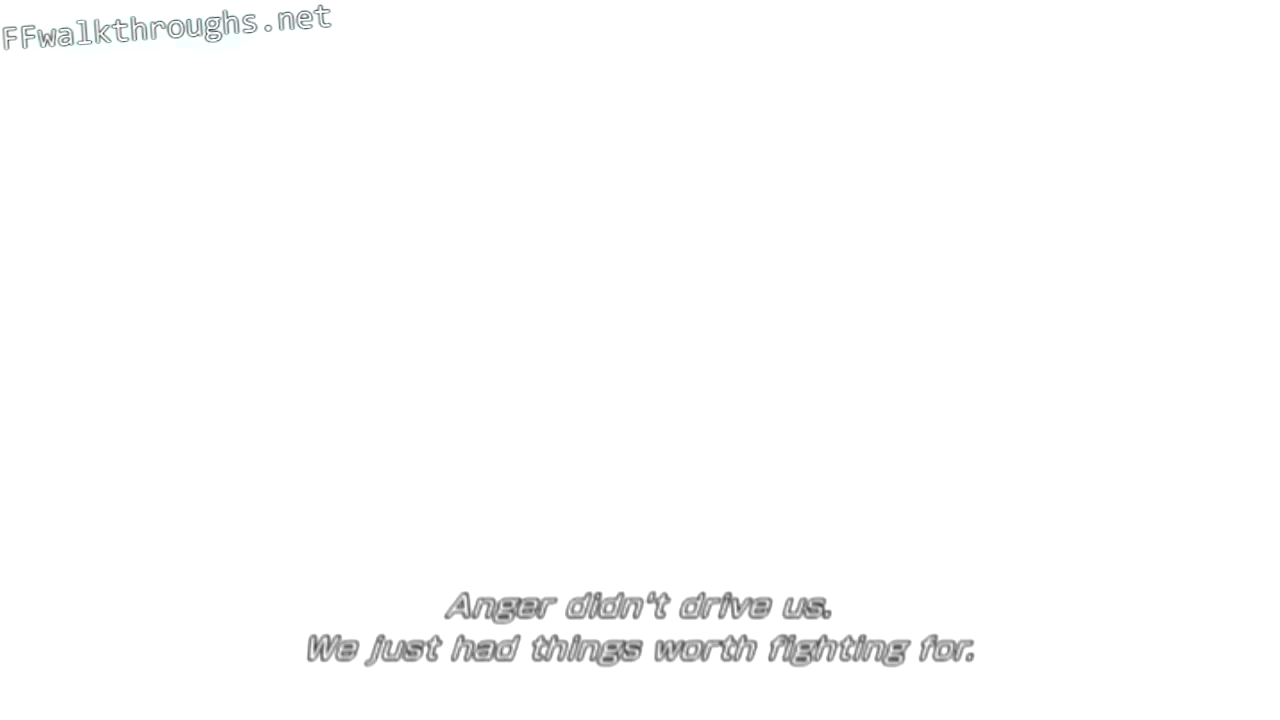 FFwalkthroughs.net
Anger didn't drive us.
We just had things worth fighting for.